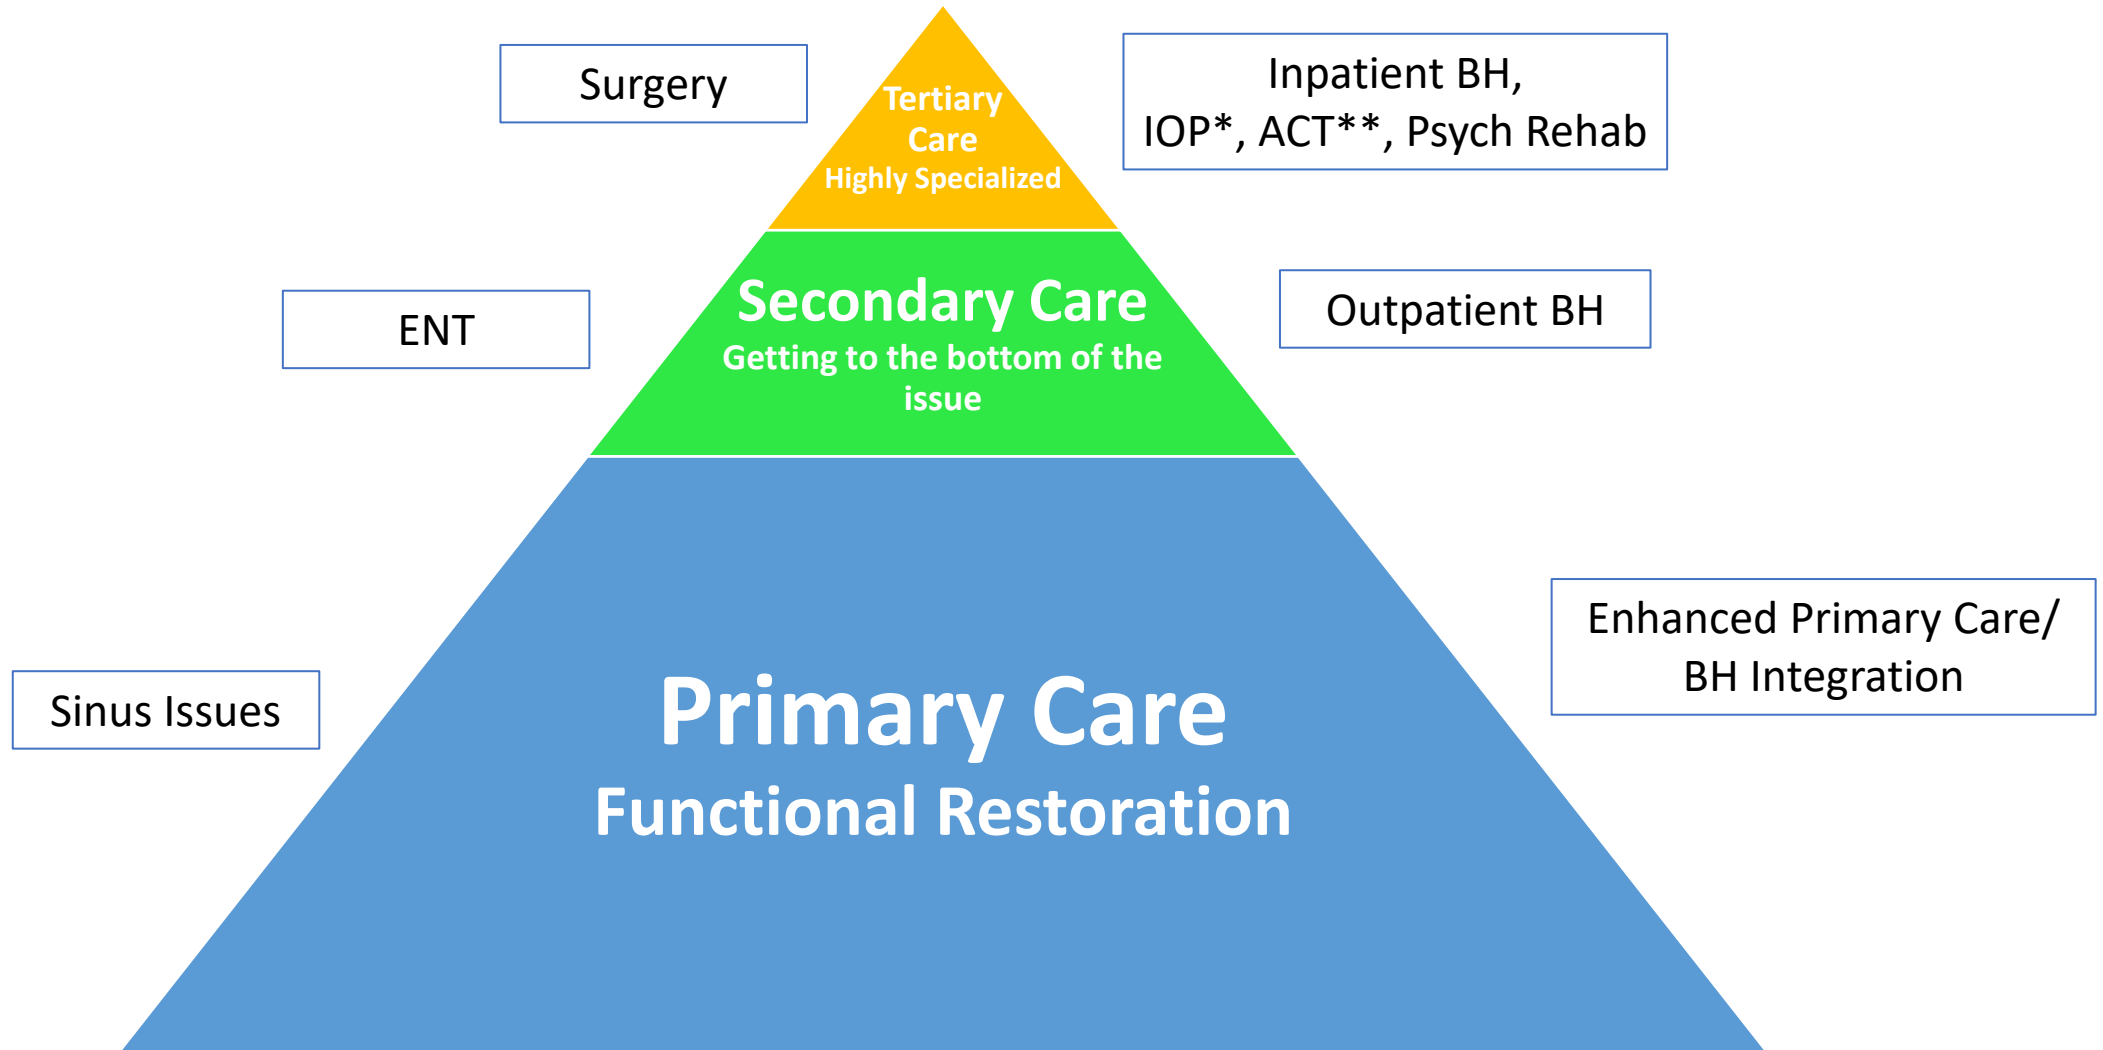 Surgery
Tertiary
Care
Highly Specialized
Inpatient BH,
IOP*, ACT**, Psych Rehab
ENT
Secondary Care
Getting to the bottom of the
issue
Outpatient BH
Sinus Issues
Primary Care
Functional Restoration
Enhanced Primary Care/
BH Integration